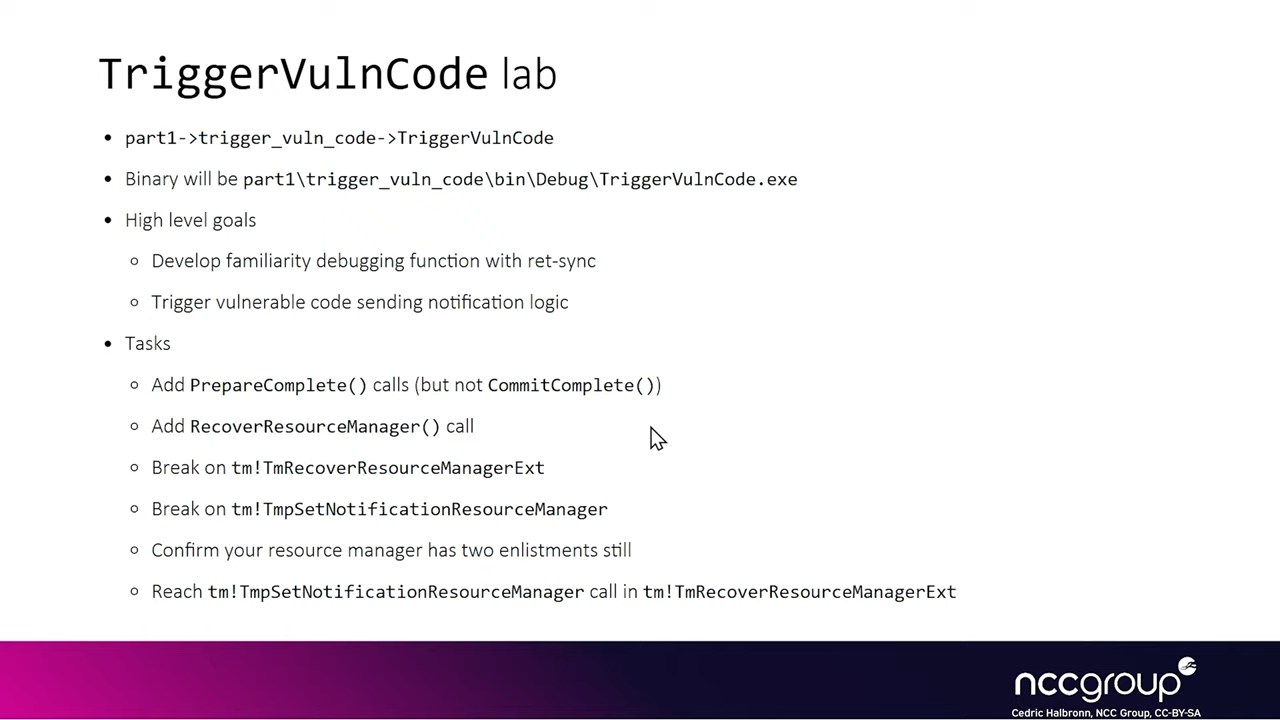 TriggerVulnCode lab
• part1->trigger_vuln_code->TriggerVulnCode
• Binary will be part1\trigger_vuln_code\bin\Debug\TriggerVulnCode.exe
• High level goals
○ Develop familiarity debugging function with ret-sync
○ Trigger vulnerable code sending notification logic
• Tasks
○ Add PrepareComplete() calls (but not CommitComplete())
○ Add RecoverResourceManager() call
○ Break on tm!TmRecoverResourceManagerExt
○ Break on tm!TmpSetNotificationResourceManager
○ Confirm your resource manager has two enlistments still
○ Reach tm!TmpSetNotificationResourceManager call in tm!TmRecoverResourceManagerExt
nccgroup
Cedric Halbronn, NCC Group, CC-BY-SA